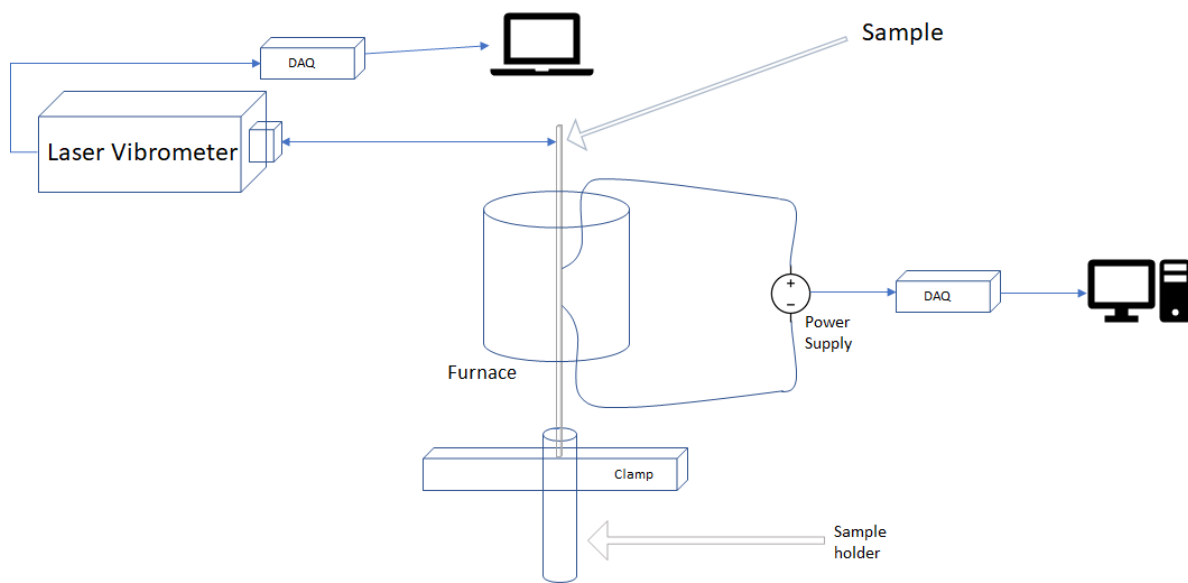 Sample
DAQ
Laser Vibrometer
+
−
DAQ
Power
Supply
Furnace
Clamp
Sample
holder